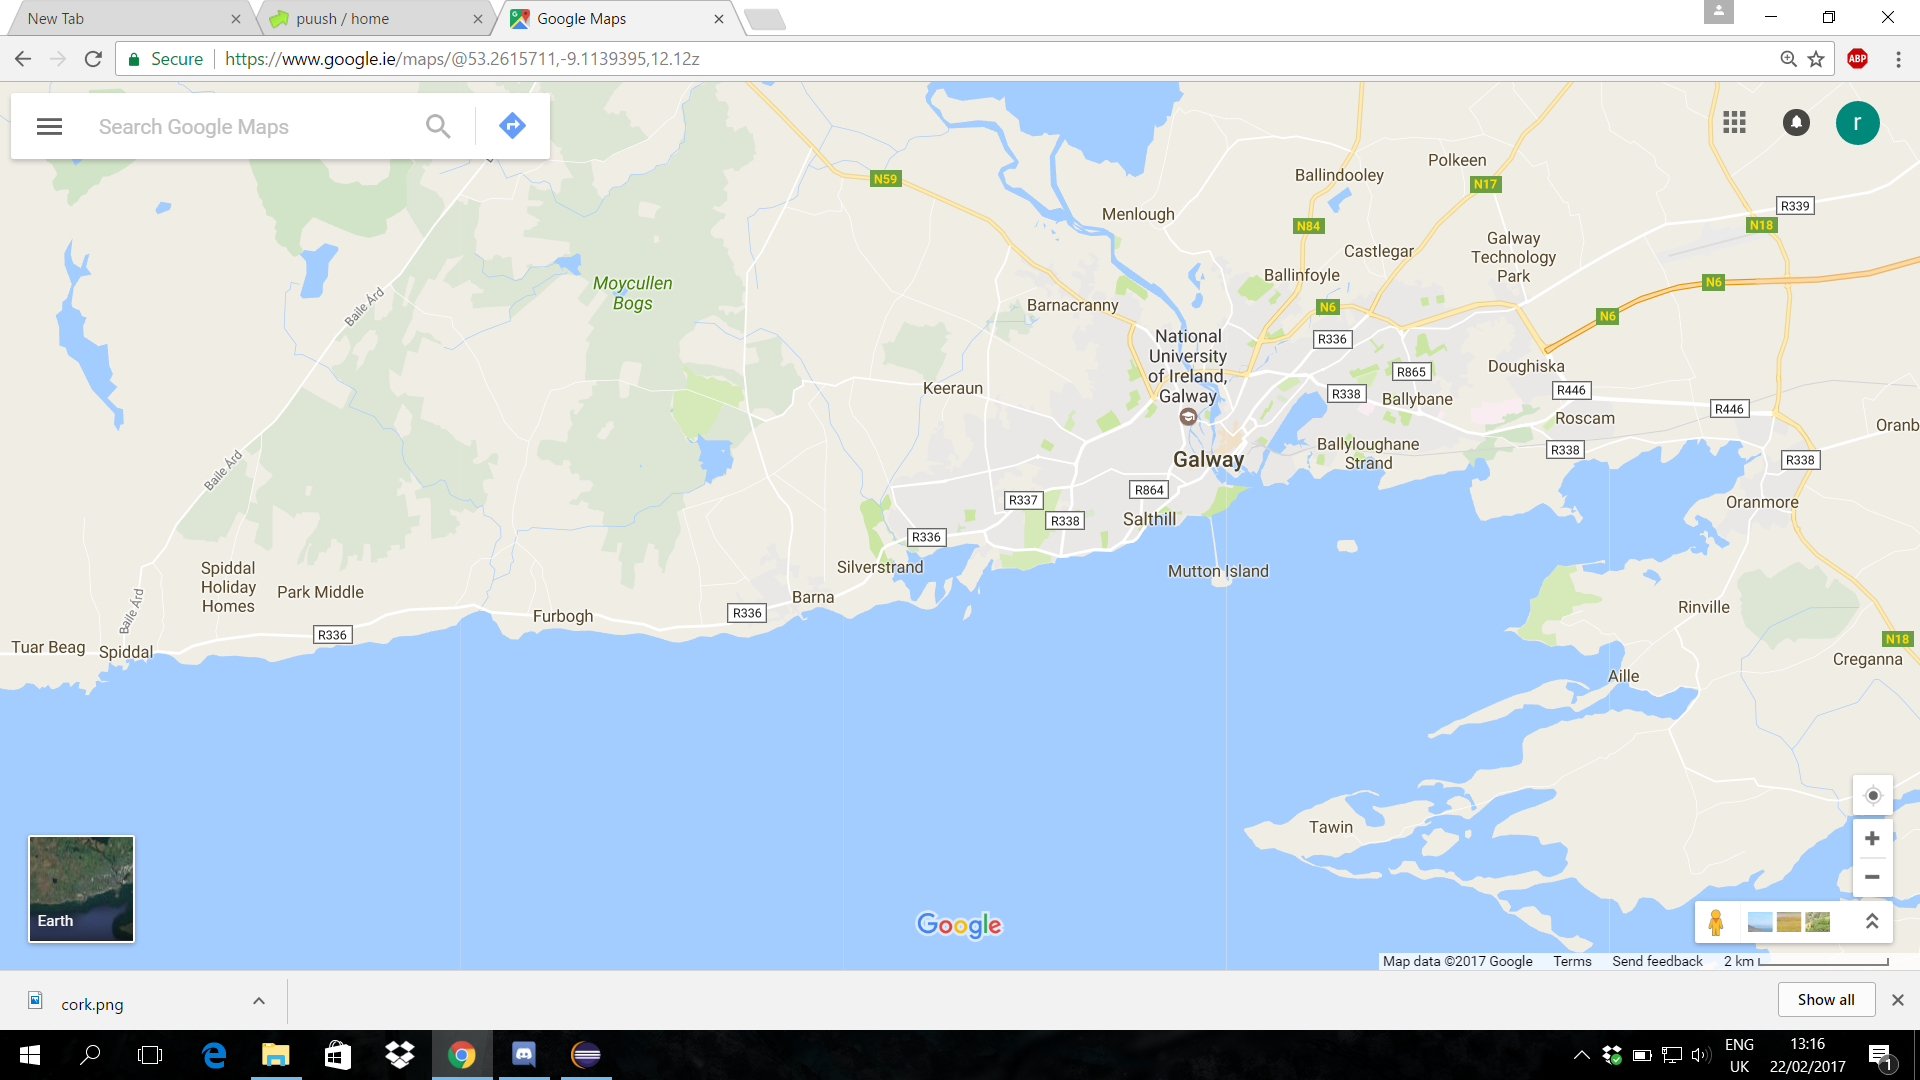 New Tab
puush / home
Google Maps
Secure
https://www.google.ie/maps/@53.2615711,-9.1139395,12.12z
ABP
Search Google Maps
r
N59
Polkeen
Ballindooley
N17
R339
Menlough
N84
N18
Galway
Technology
Park
Castlegar
Ballinfoyle
Moycullen
Bogs
N6
Baile Árd
Barnacranny
N6
N6
National
University
of Ireland,
Galway
R336
Doughiska
R865
Keeraun
R338
Ballybane
R446
R446
Roscam
Oranb
Ballyloughane
Strand
Baile Árd
Galway
R338
R338
R337
R864
Oranmore
R338
Salthill
R336
Silverstrand
Mutton Island
Spiddal
Holiday
Homes
Park Middle
Baile Árd
Barna
Rinville
Furbogh
R336
R336
N18
Tuar Beag
Spiddal
Creganna
Aille
Tawin
Earth
Google
Map data ©2017 Google
Terms
Send feedback
2 km
cork.png
Show all
ENG
UK
13:16
22/02/2017
1